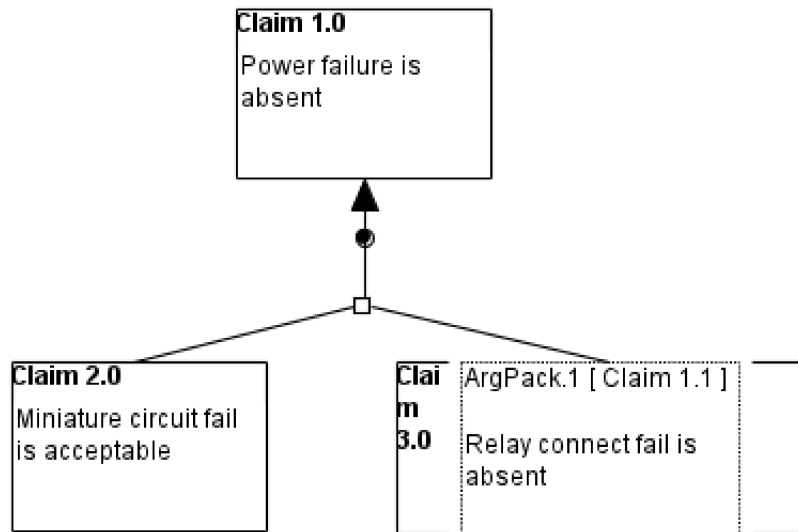 Claim 1.0
Power failure is
absent
Claim 2.0
Miniature circuit fail
is acceptable
Clai
m
3.0
ArgPack.1 [ Claim 1.1 ]
Relay connect fail is
absent